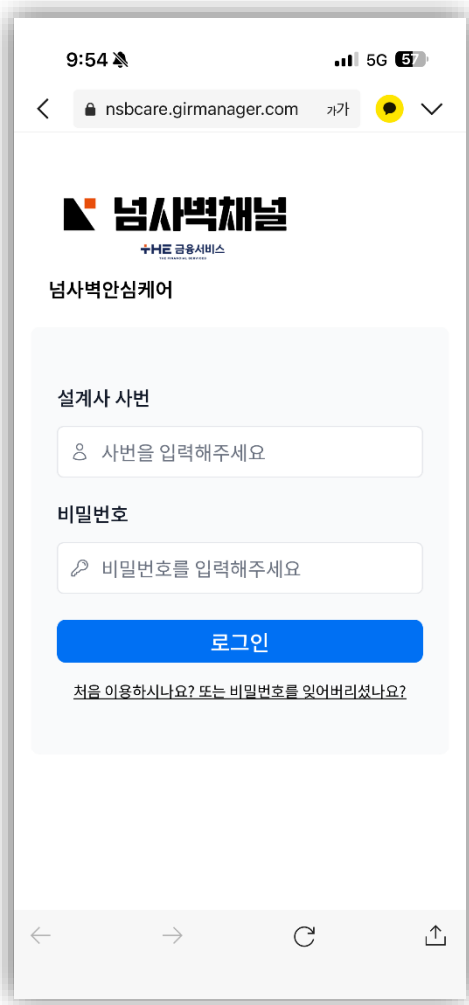 9:54
5G 57
nsbcare.girmanager.com 가가
넘사벽채널
THE 금융서비스
넘사벽안심케어
설계사 사번
사번을 입력해주세요
비밀번호
비밀번호를 입력해주세요
로그인
처음 이용하시나요? 또는 비밀번호를 잊어버리셨나요?